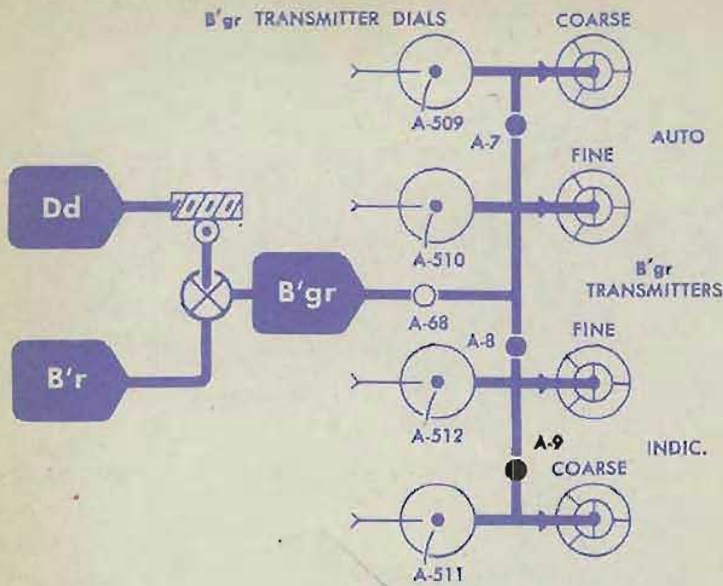 B'gr TRANSMITTER DIALS
COARSE
A-509
A-7
AUTO
FINE
Dd
A-510
B'gr
TRANSMITTERS
B'gr
A-68
A-8
FINE
B'r
A-512
A-9
INDIC.
COARSE
A-511